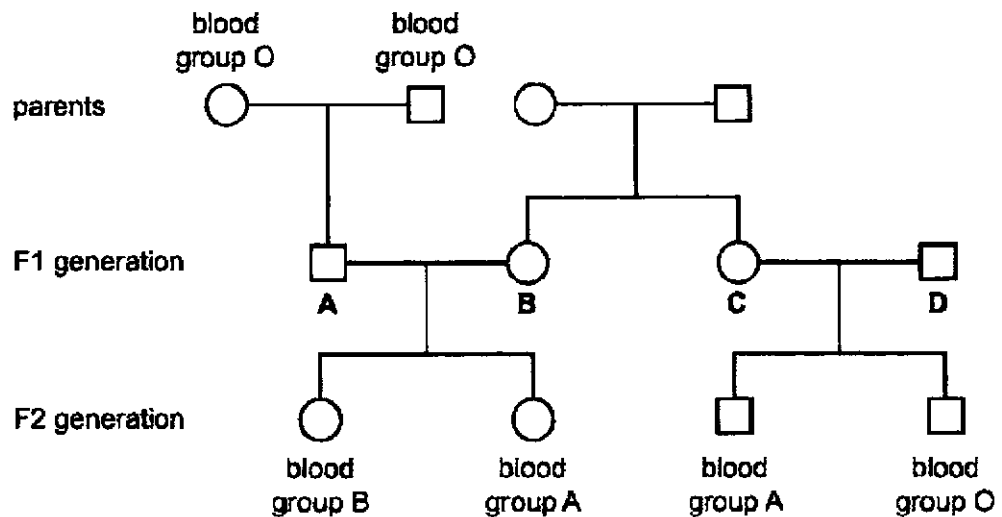 blood
group O
blood
group O
parents
F1 generation
A
B
C
D
F2 generation
blood
group B
blood
group A
blood
group A
blood
group O